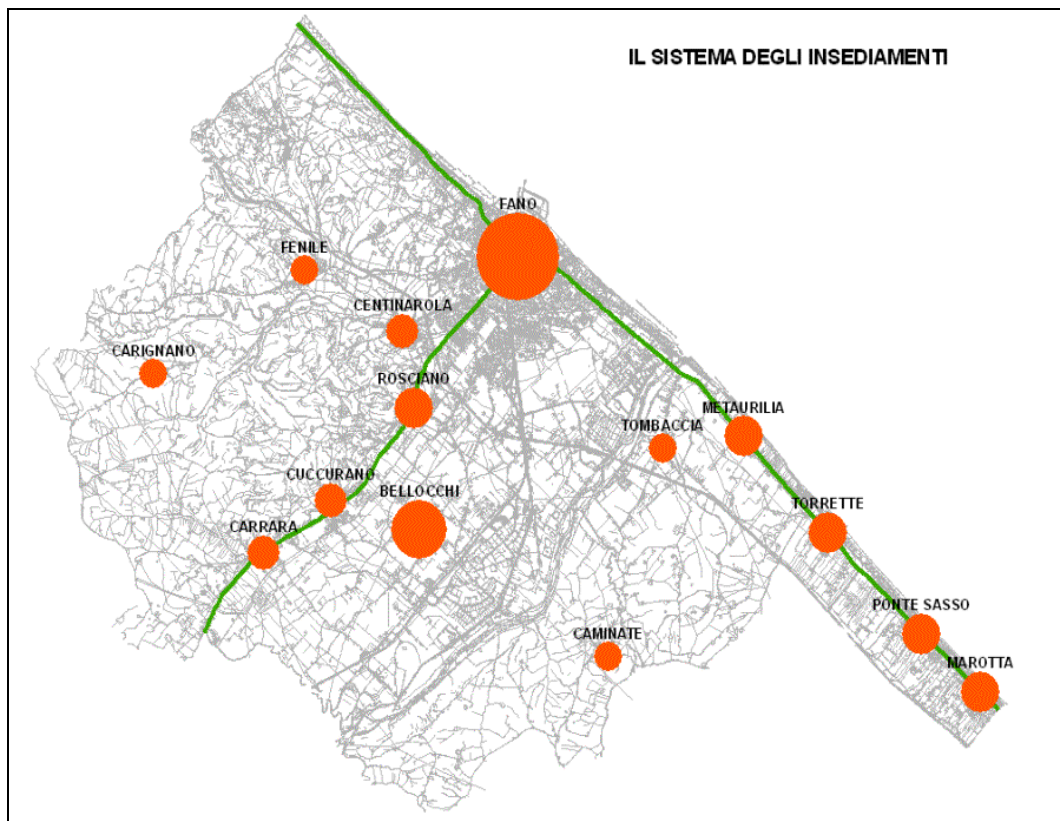 IL SISTEMA DEGLI INSEDIAMENTI
FANO
FENILE
CENTINAROLA
CARIGNANO
ROSCIANO
METAURILIA
TOMBACCIA
CUCCURANO
BELLOCCHI
CARRARA
TORRETTE
PONTE SASSO
CAMINATE
MAROTTA